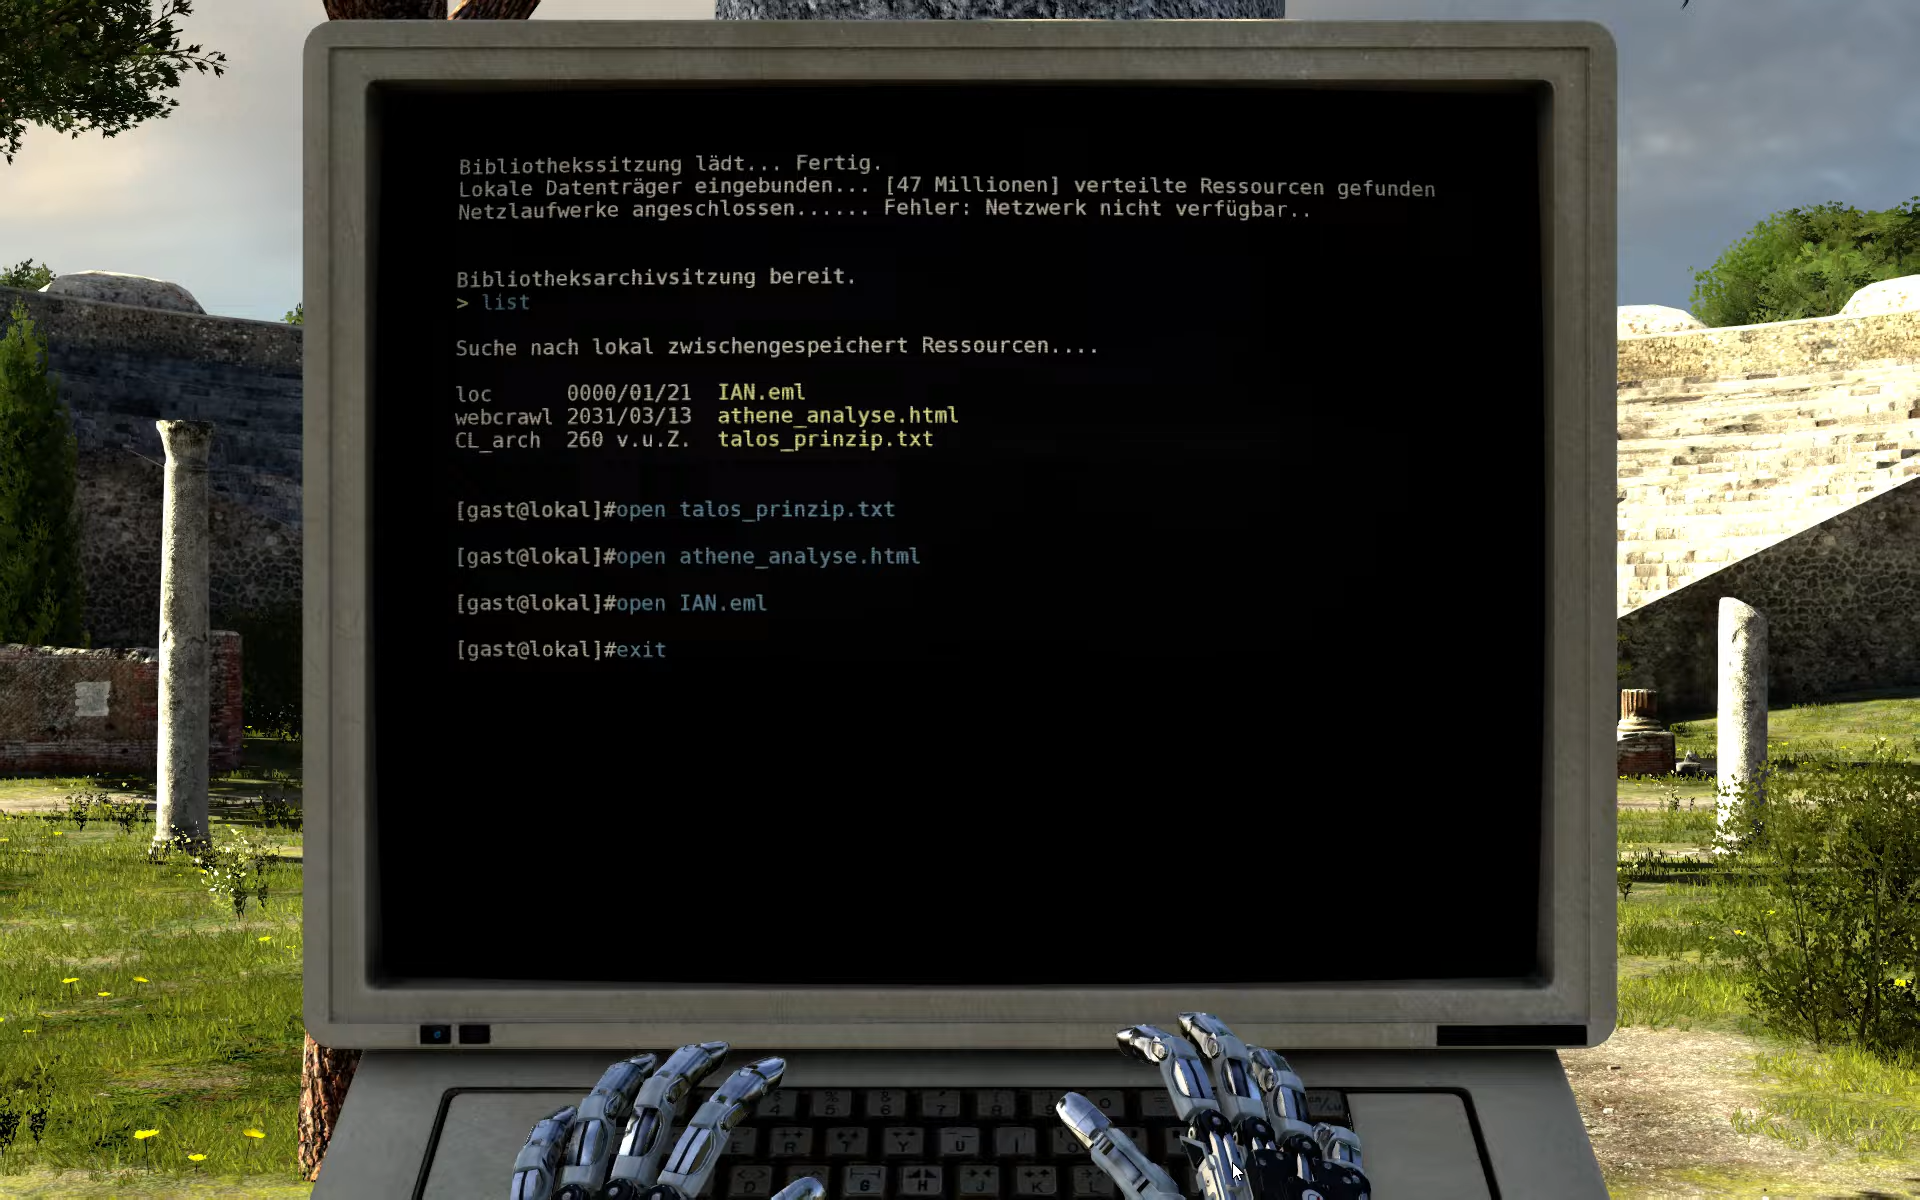 Bibliothekssitzung lädt... Fertig.
Lokale Datenträger eingebunden... [47 Millionen] verteilte Ressourcen gefunden
Netzlaufwerke angeschlossen...... Fehler: Netzwerk nicht verfügbar..
Bibliotheksarchivsitzung bereit.
> list
Suche nach lokal zwischengespeichert Ressourcen....
loc 0000/01/21 IAN.eml
webcrawl 2031/03/13 athene_analyse.html
CL_arch 260 v.u.Z. talos_prinzip.txt
[gast@lokal]#open talos_prinzip.txt
[gast@lokal]#open athene_analyse.html
[gast@lokal]#open IAN.eml
[gast@lokal]#exit